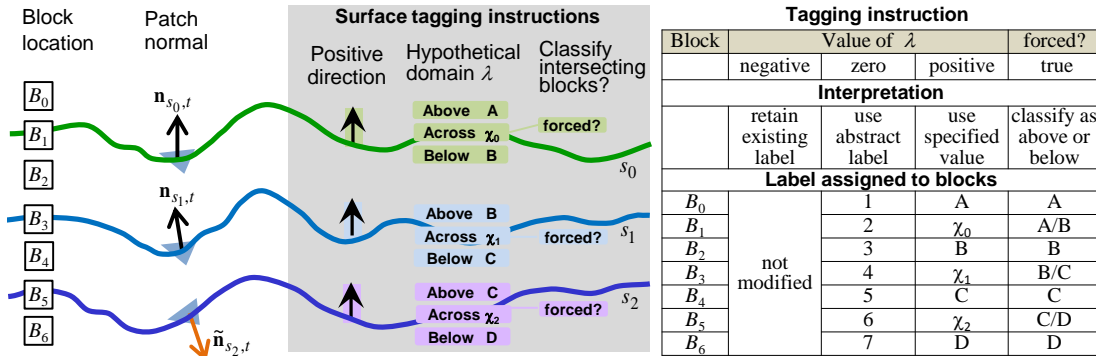 Block location
Patch normal
Surface tagging instructions
Positive direction
Hypothetical domain λ
Classify intersecting blocks?
B0
B1
B2
B3
B4
B5
B6
n s0,t
n s1,t
ñ s2,t
Above A
Across χ0
Below B
forced?
s0
Above B
Across χ1
Below C
forced?
s1
Above C
Across χ2
Below D
forced?
s2
Tagging instruction
Block Value of λ forced?
negative zero positive true
Interpretation
retain existing label use abstract label use specified value classify as above or below
Label assigned to blocks
B0 1 A A
B1 2 χ0 A/B
B2 3 B B
B3 not modified 4 χ1 B/C
B4 5 C C
B5 6 χ2 C/D
B6 7 D D